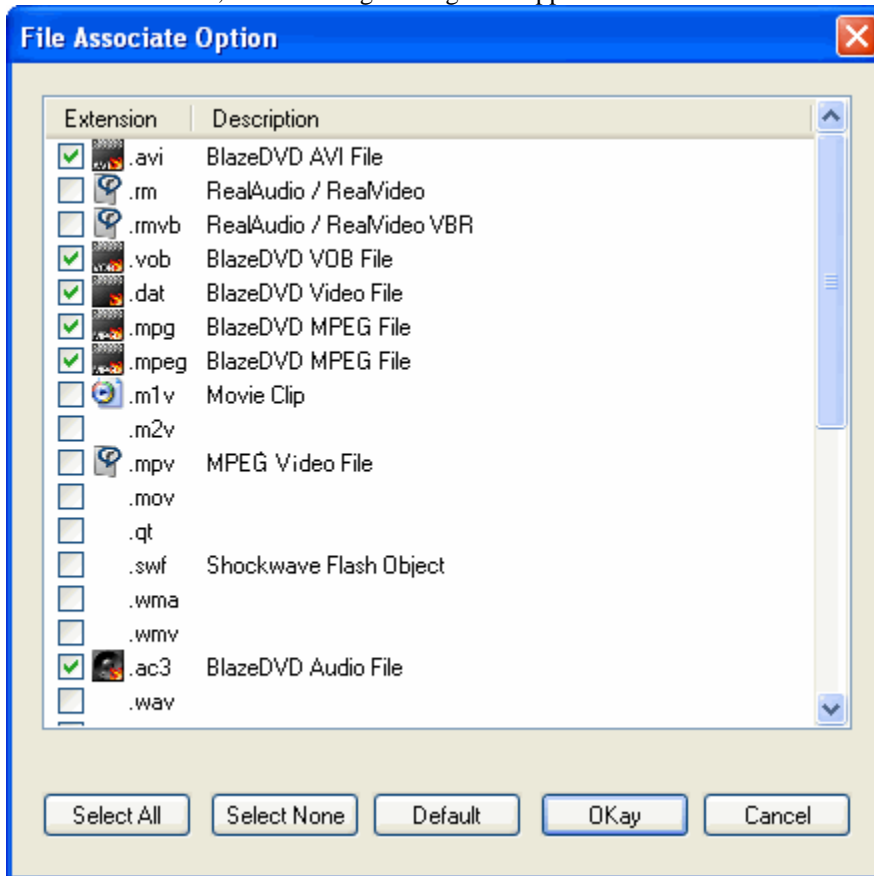 File Associate Option
Extension Description
.avi BlazeDVD AVI File
.rm RealAudio / RealVideo
.rmvb RealAudio / RealVideo VBR
.vob BlazeDVD VOB File
.dat BlazeDVD Video File
.mpg BlazeDVD MPEG File
.mpeg BlazeDVD MPEG File
.m1v Movie Clip
.m2v
.mpv MPEG Video File
.mov
.qt
.swf Shockwave Flash Object
.wma
.wmv
.ac3 BlazeDVD Audio File
.wav
Select All Select None Default OKay Cancel